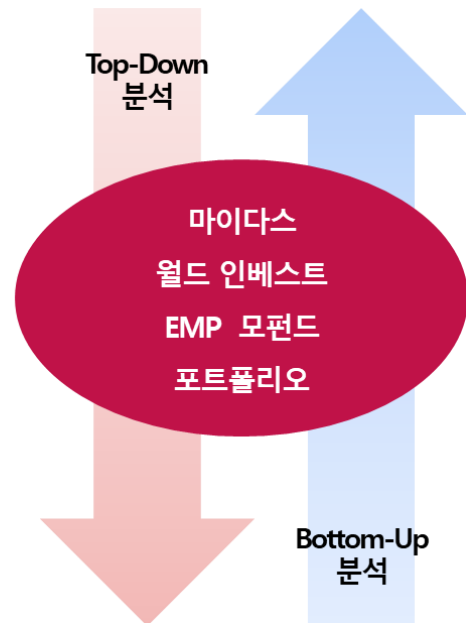 Top-Down
분석
마이다스
월드 인베스트
EMP 모펀드
포트폴리오
Bottom-Up
분석